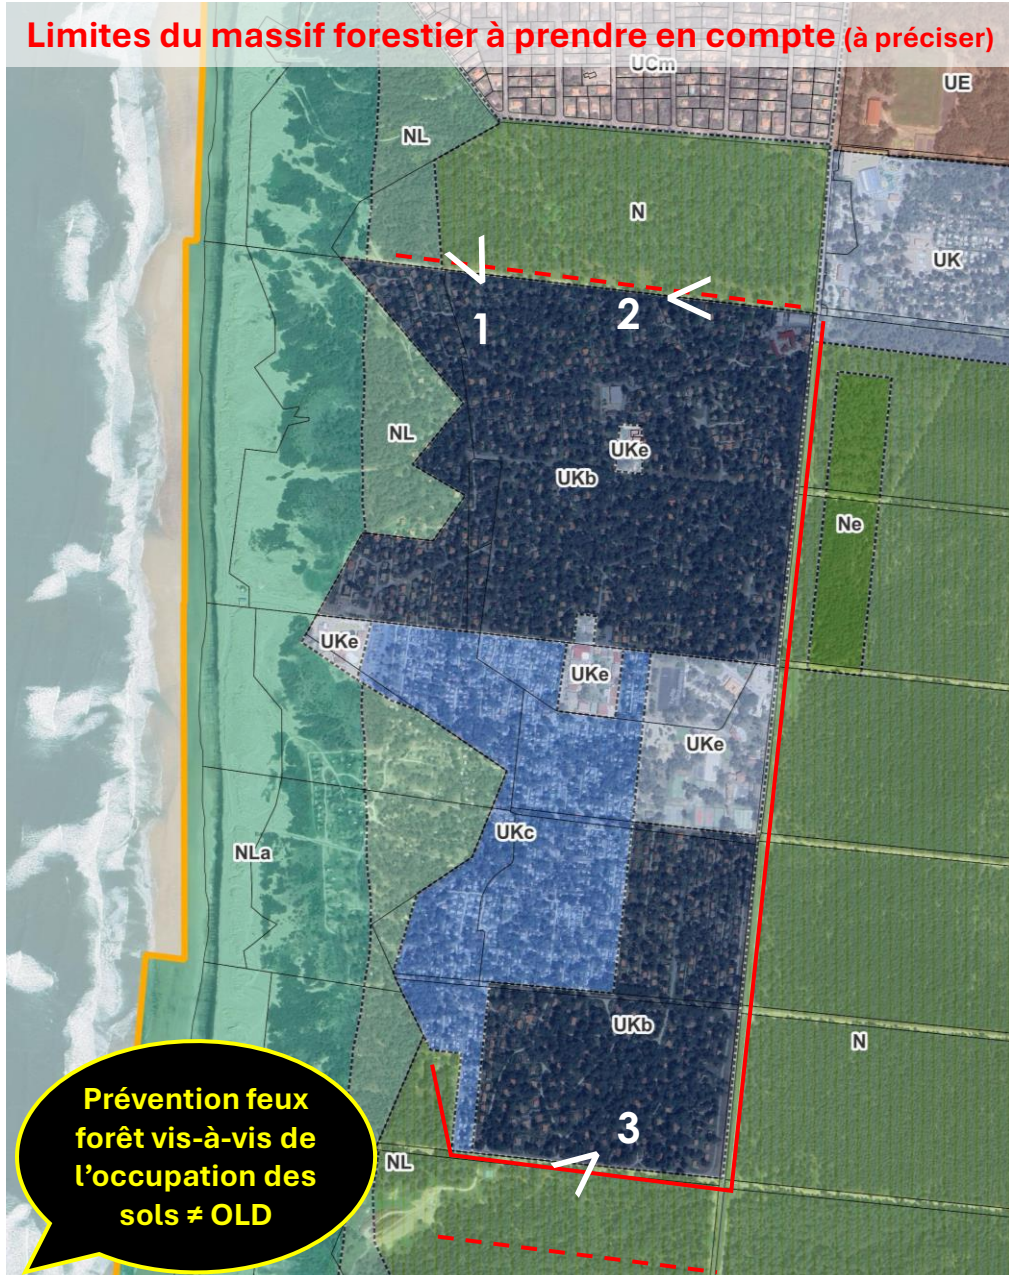 Limites du massif forestier à prendre en compte (à préciser)
UCm
UE
NL
N
UK
1
2
NL
UKe
UKb
Ne
UKe
UKe
UKe
UKc
NLa
UKb
N
Prévention feux
forêt vis-à-vis de
l’occupation des
sols ≠ OLD
3
NL